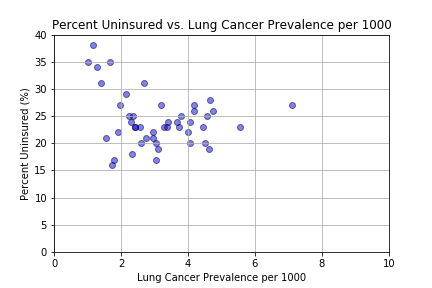 Percent Uninsured vs. Lung Cancer Prevalence per 1000
40
35
30
25
20
15
10
5
0
Percent Uninsured (%)
0 2 4 6 8 10
Lung Cancer Prevalence per 1000